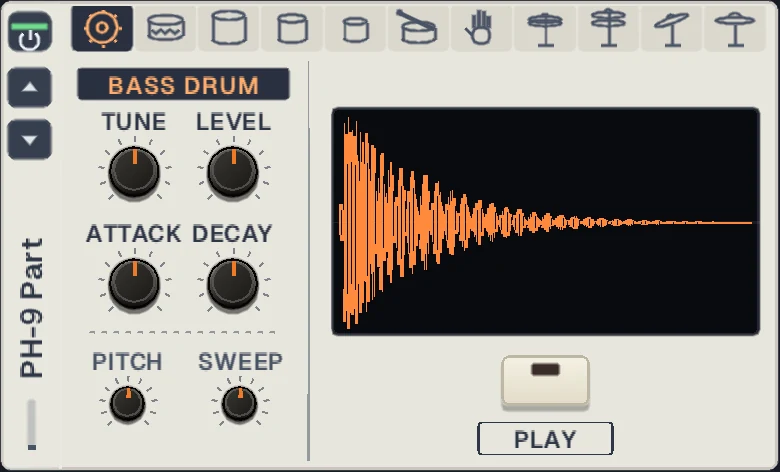 BASS DRUM
TUNE LEVEL
ATTACK DECAY
PITCH SWEEP
PH-9 Part
PLAY